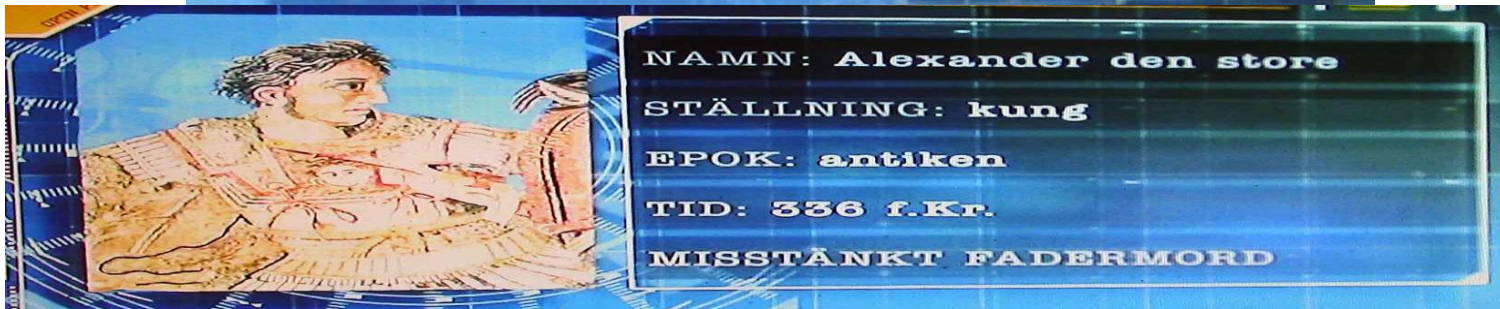 NAMN: Alexander den store
STÄLLNING: kung
EPOK: antiken
TID: 336 f.Kr.
MISSTÄNKT FADERMORD